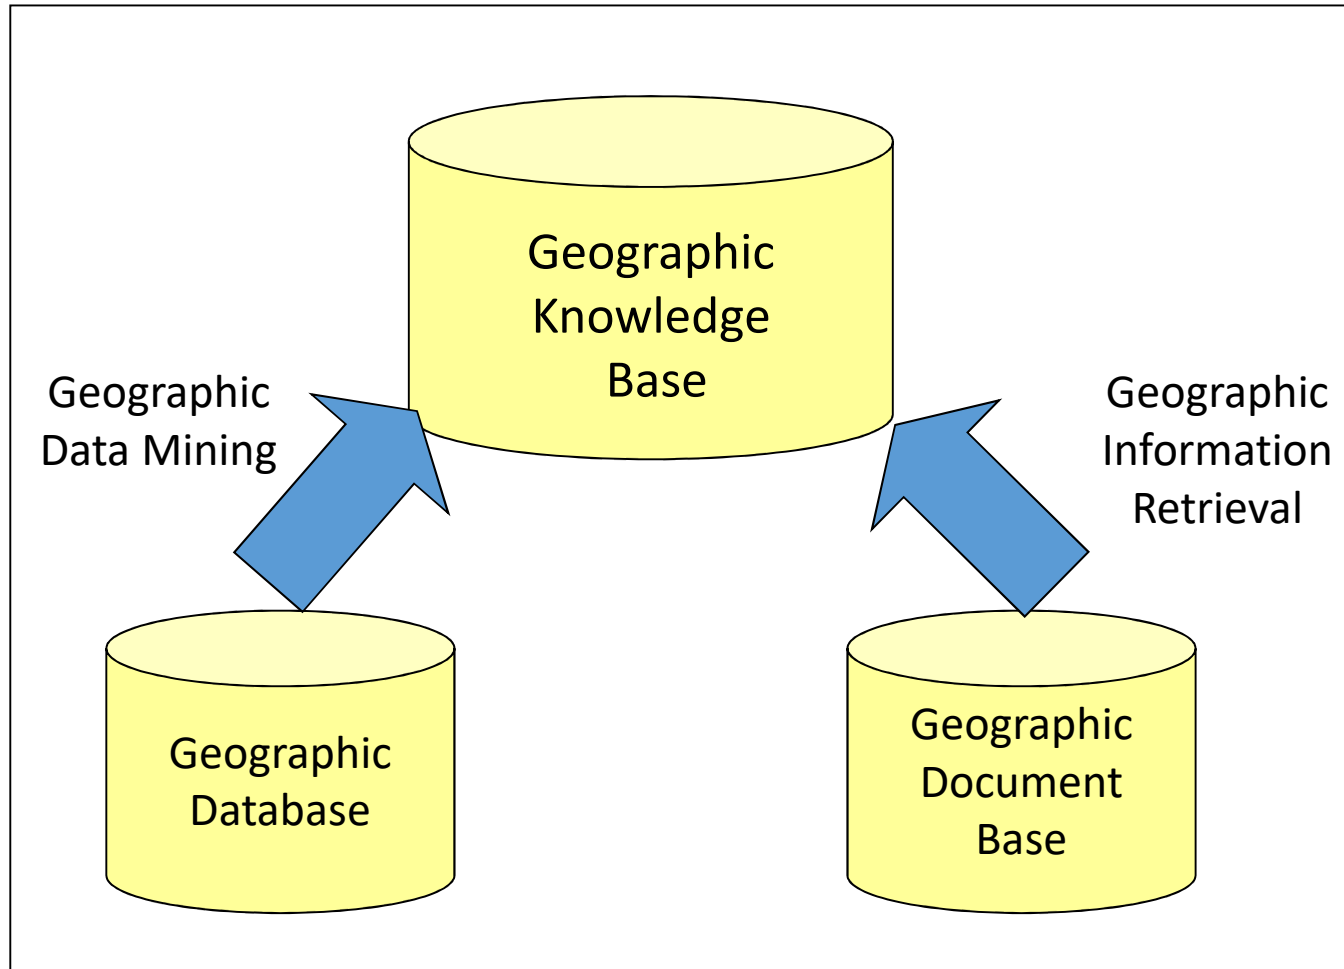 Geographic
Knowledge
Base
Geographic
Data Mining
Geographic
Information
Retrieval
Geographic
Database
Geographic
Document
Base